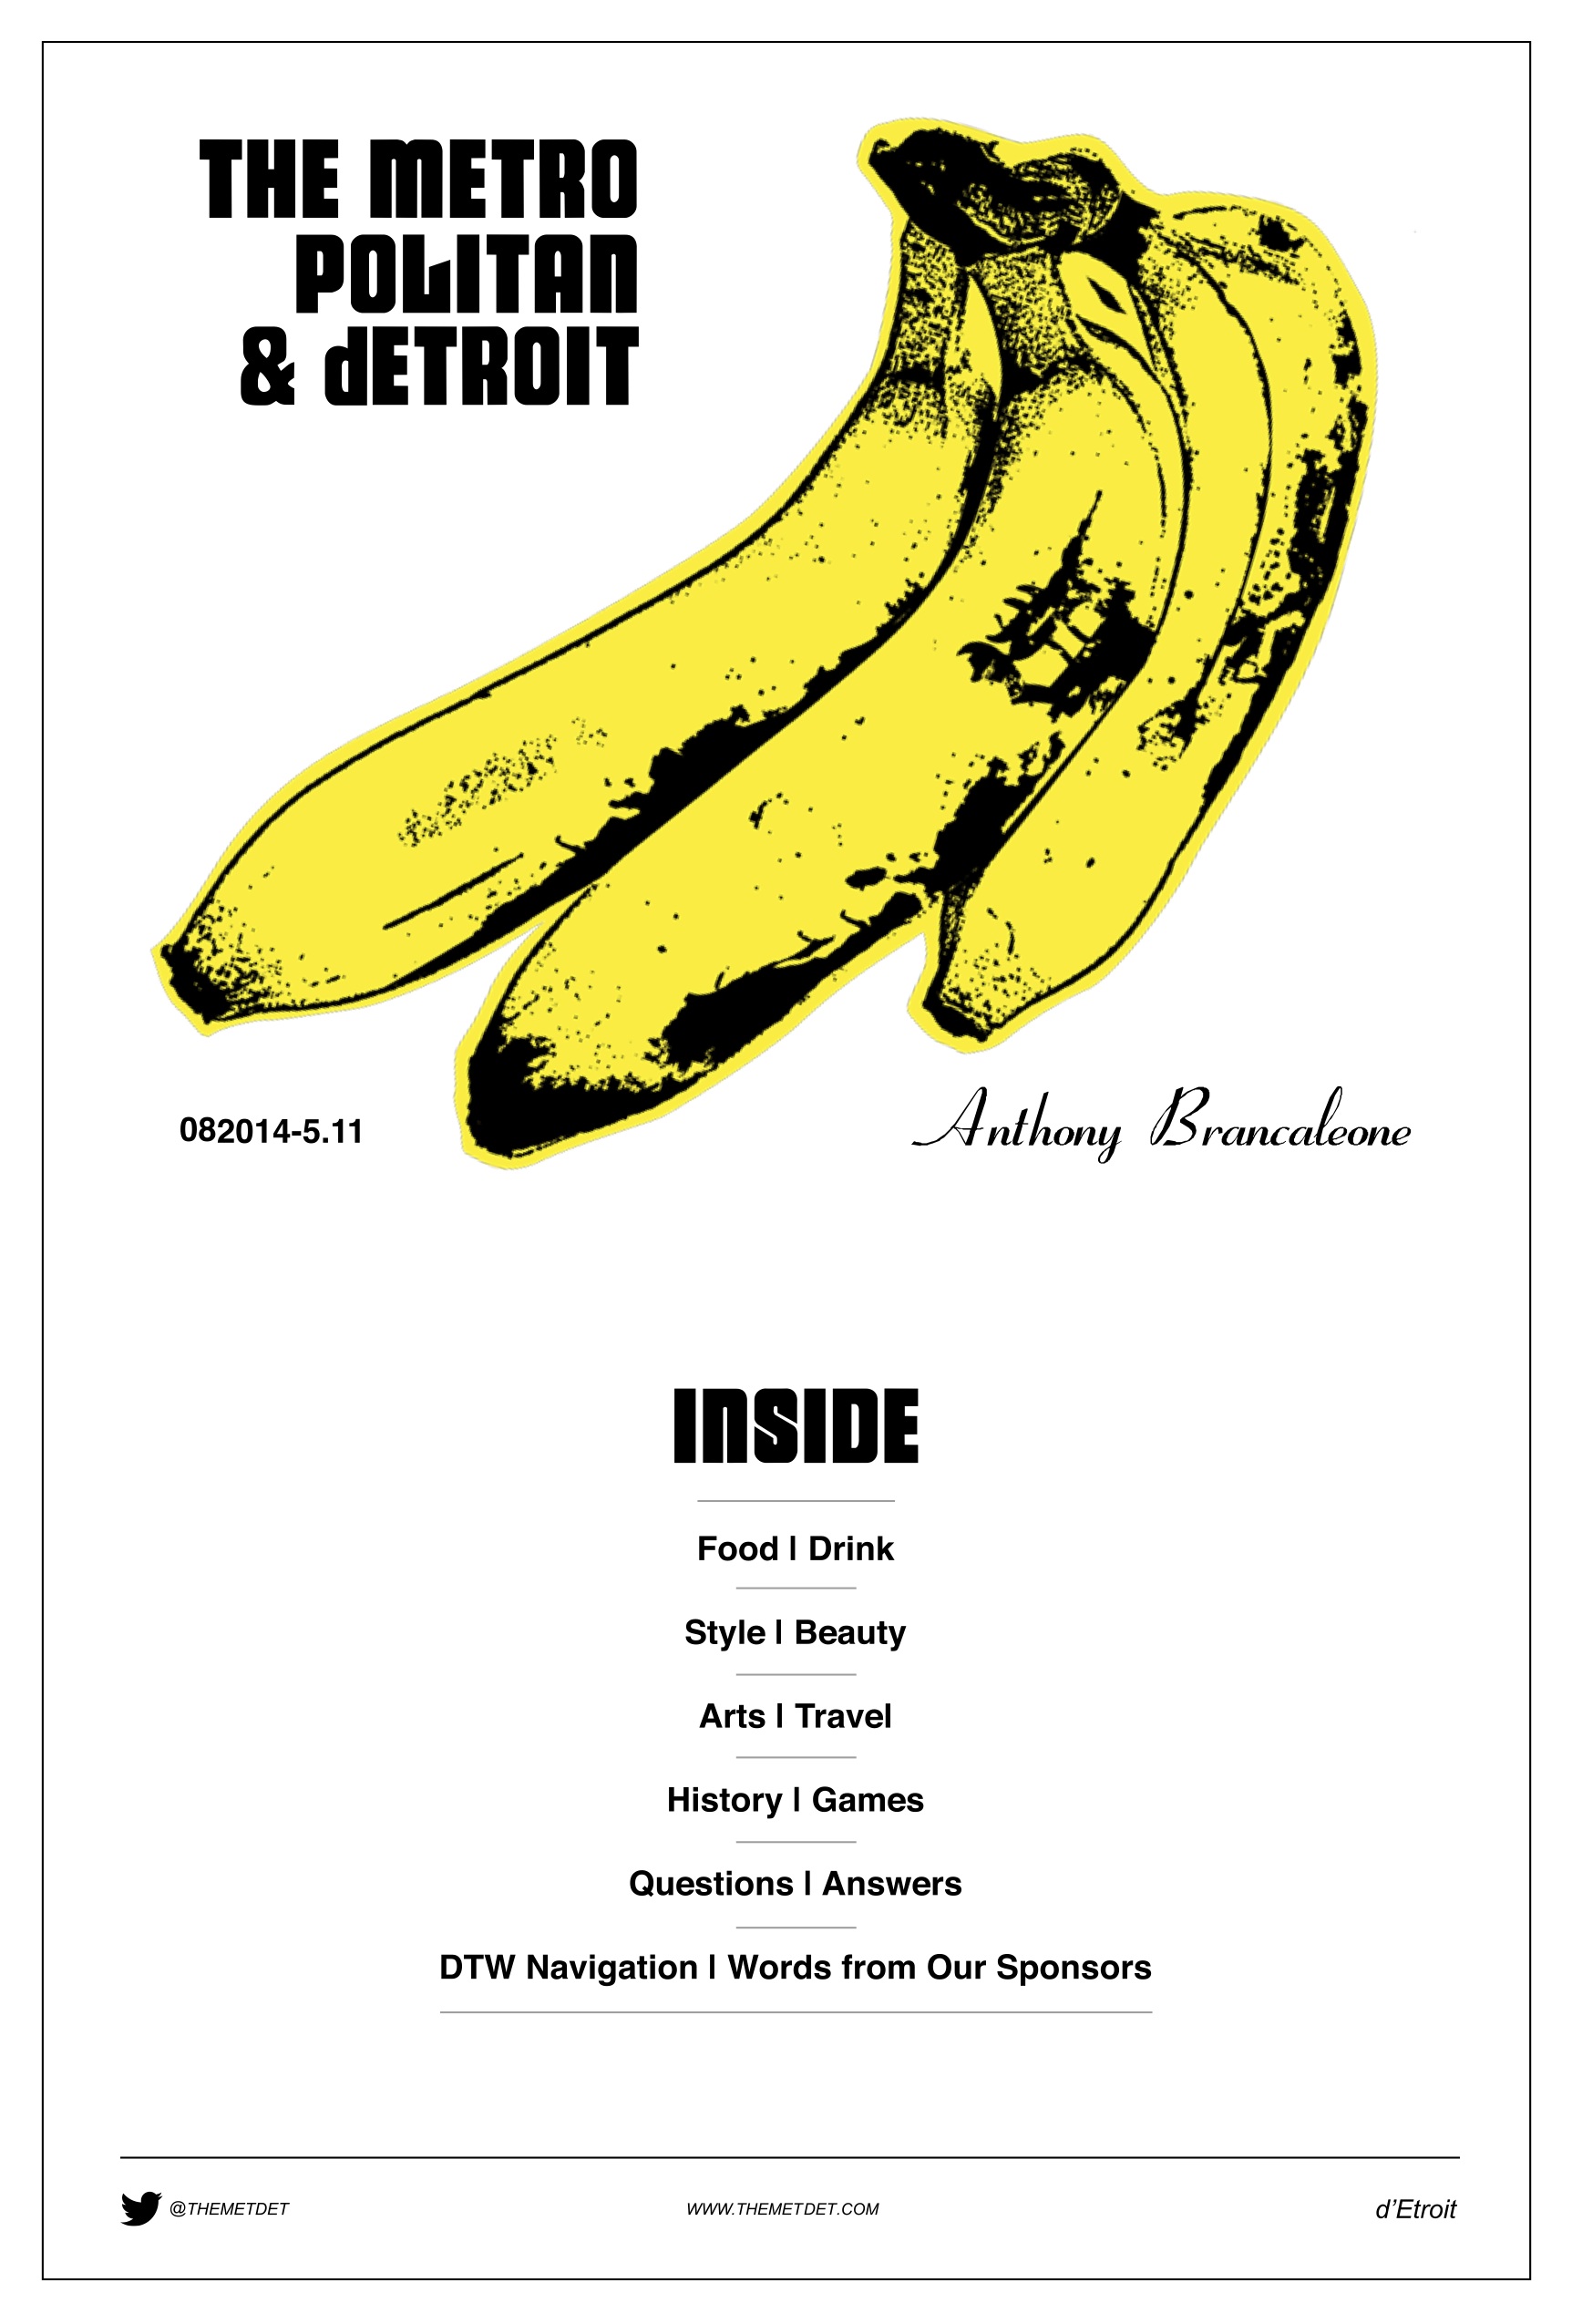 THE METRO
POLITAN
& dETROIT
082014-5.11
Anthony Brancaleone
INSIDE
Food | Drink
Style | Beauty
Arts | Travel
History | Games
Questions | Answers
DTW Navigation | Words from Our Sponsors
@THEMETDET
WWW.THEMETDET.COM
d’Etroit